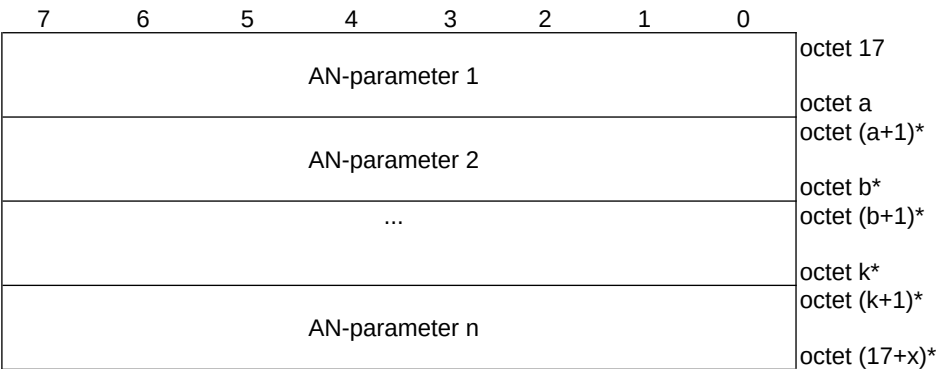 7 6 5 4 3 2 1 0
octet 17
AN-parameter 1
octet a
octet (a+1)*
AN-parameter 2
octet b*
... octet (b+1)*
octet k*
octet (k+1)*
AN-parameter n
octet (17+x)*